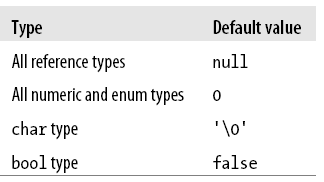 Type Default value
All reference types null
All numeric and enum types 0
char type '\0'
bool type false